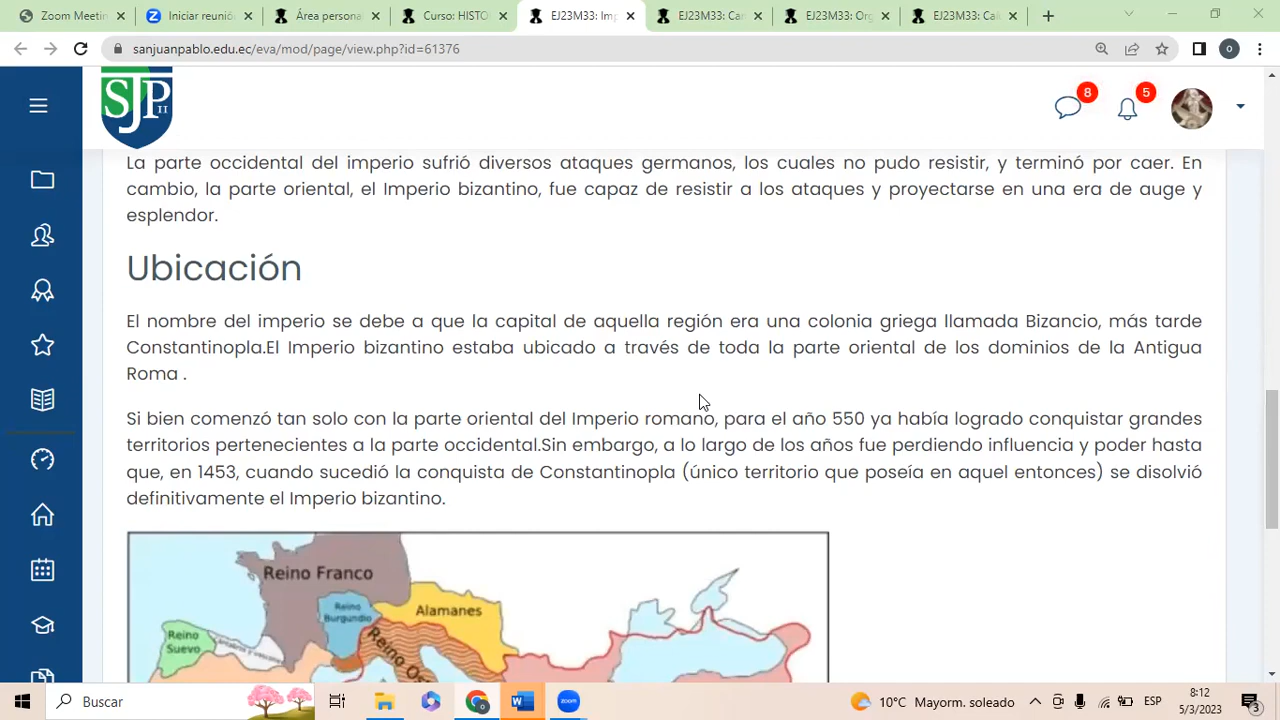 Zoom Meetin
Iniciar reunió
Área persona
Curso: HISTO
EJ23M33: Im
EJ23M33: Car
EJ23M33: Org
EJ23M33: Caí
sanjuanpablo.edu.ec/eva/mod/page/view.php?id=61376
O
SJP II
8
5
La parte occidental del imperio sufrió diversos ataques germanos, los cuales no pudo resistir, y terminó por caer. En
cambio, la parte oriental, el Imperio bizantino, fue capaz de resistir a los ataques y proyectarse en una era de auge y
esplendor.
Ubicación
El nombre del imperio se debe a que la capital de aquella región era una colonia griega llamada Bizancio, más tarde
Constantinopla.El Imperio bizantino estaba ubicado a través de toda la parte oriental de los dominios de la Antigua
Roma .
Si bien comenzó tan solo con la parte oriental del Imperio romano, para el año 550 ya había logrado conquistar grandes
territorios pertenecientes a la parte occidental.Sin embargo, a lo largo de los años fue perdiendo influencia y poder hasta
que, en 1453, cuando sucedió la conquista de Constantinopla (único territorio que poseía en aquel entonces) se disolvió
definitivamente el Imperio bizantino.
Reino Franco
Reino
Burgundio
Alamanes
Reino
Suevo
Reino Os
Buscar
W
zoom
10°C Mayorm. soleado
ESP
8:12
5/3/2023
3